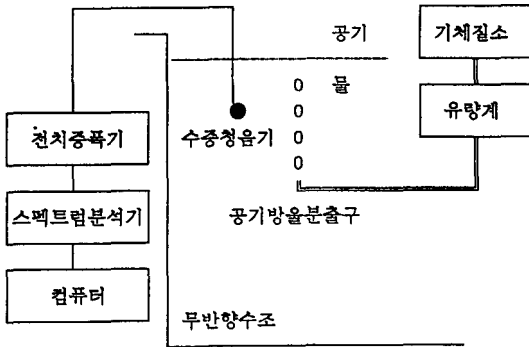 공기
기체질소
물
유량계
수중청음기
전치증폭기
스펙트럼분석기
공기방울분출구
컴퓨터
무반향수조